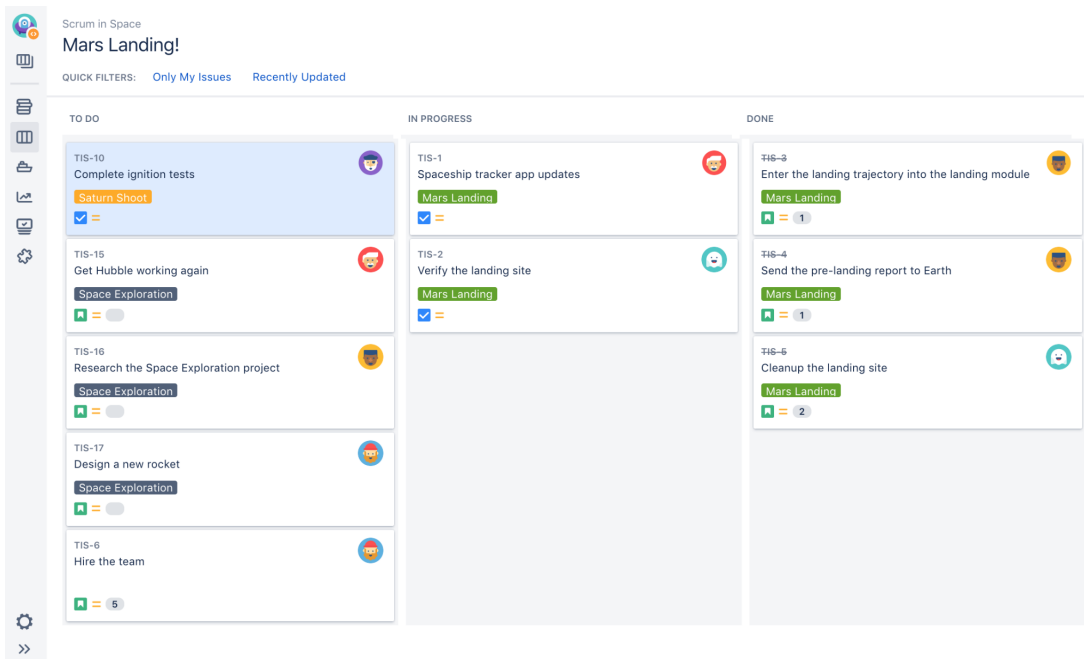 Scrum in Space
Mars Landing!
QUICK FILTERS: Only My Issues Recently Updated
TO DO
TIS-10
Complete ignition tests
Saturn Shoot
TIS-15
Get Hubble working again
Space Exploration
TIS-16
Research the Space Exploration project
Space Exploration
TIS-17
Design a new rocket
Space Exploration
TIS-6
Hire the team
5
IN PROGRESS
TIS-1
Spaceship tracker app updates
Mars Landing
TIS-2
Verify the landing site
Mars Landing
DONE
TIS-3
Enter the landing trajectory into the landing module
Mars Landing
1
TIS-4
Send the pre-landing report to Earth
Mars Landing
1
TIS-5
Cleanup the landing site
Mars Landing
2